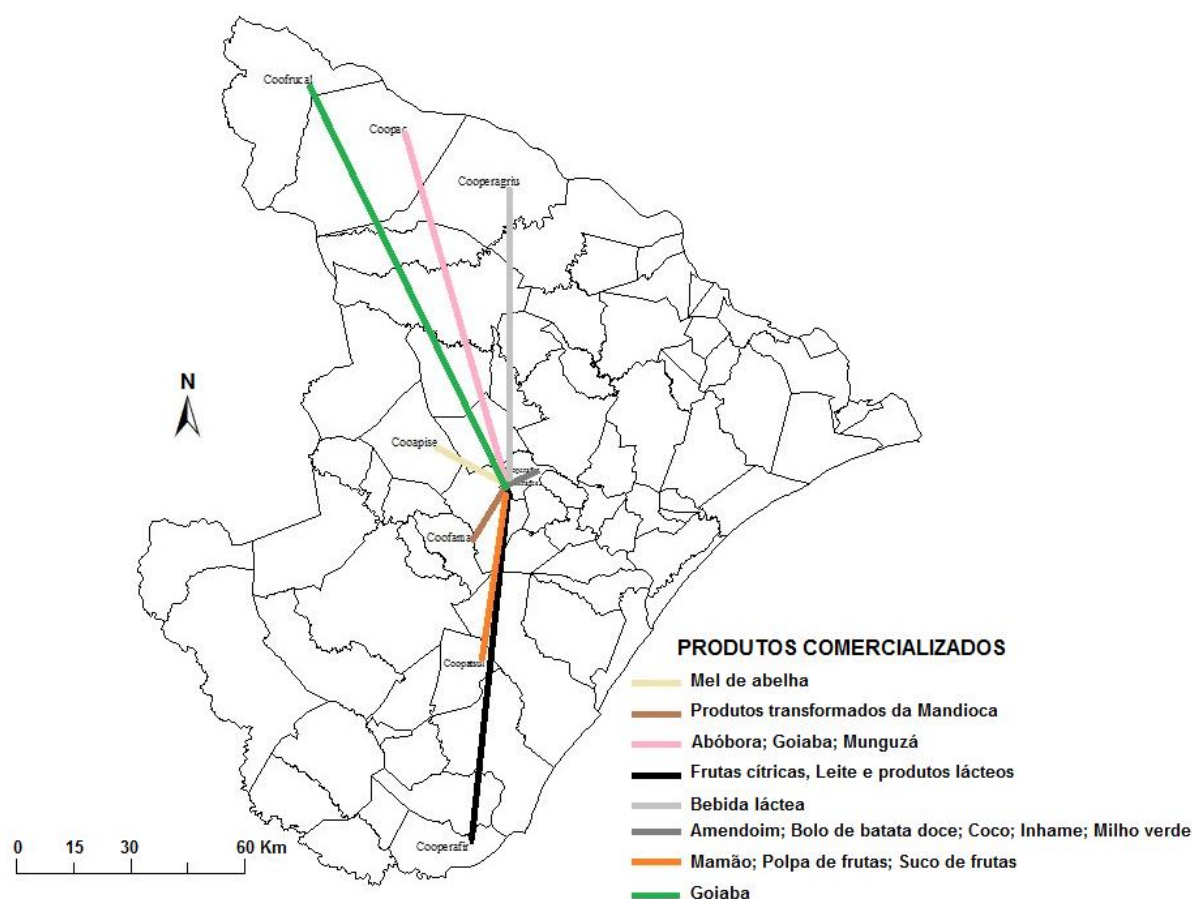 Coofrucal
Coopac
Cooperagriu
Cooapise
Coofama
Coopatsul
Cooperafir
N
0 15 30 60 Km
PRODUTOS COMERCIALIZADOS
Mel de abelha
Produtos transformados da Mandioca
Abóbora; Goiaba; Munguzá
Frutas cítricas, Leite e produtos lácteos
Bebida láctea
Amendoim; Bolo de batata doce; Coco; Inhame; Milho verde
Mamão; Polpa de frutas; Suco de frutas
Goiaba